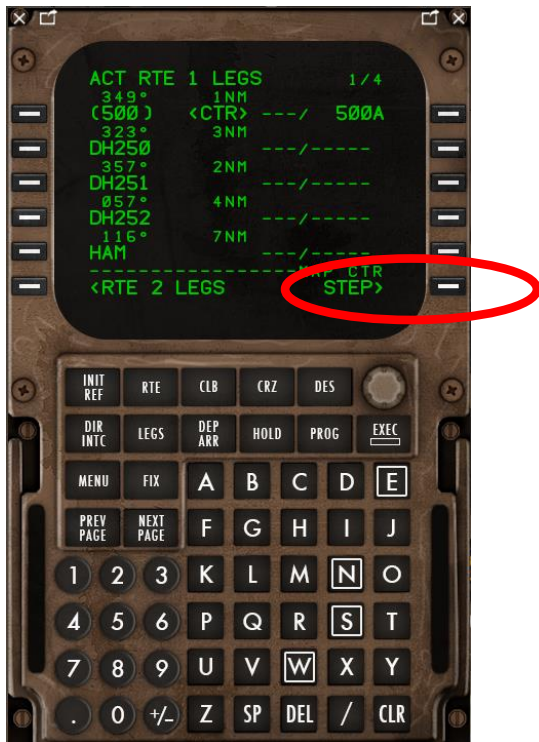 ACT RTE 1 LEGS 1/4
349° 1NM
(500) <CTR> ---/ 500A
323° 3NM
DH250 ---/-----
357° 2NM
DH251 ---/-----
057° 4NM
DH252 ---/-----
116° 7NM
HAM ---/-----
------------------MAP CTR
<RTE 2 LEGS STEP>
INIT REF RTE CLB CRZ DES
DIR INTC LEGS DEP ARR HOLD PROG EXEC
MENU FIX A B C D E
PREV PAGE NEXT PAGE F G H I J
1 2 3 K L M N O
4 5 6 P Q R S T
7 8 9 U V W X Y
. 0 +/- Z SP DEL / CLR